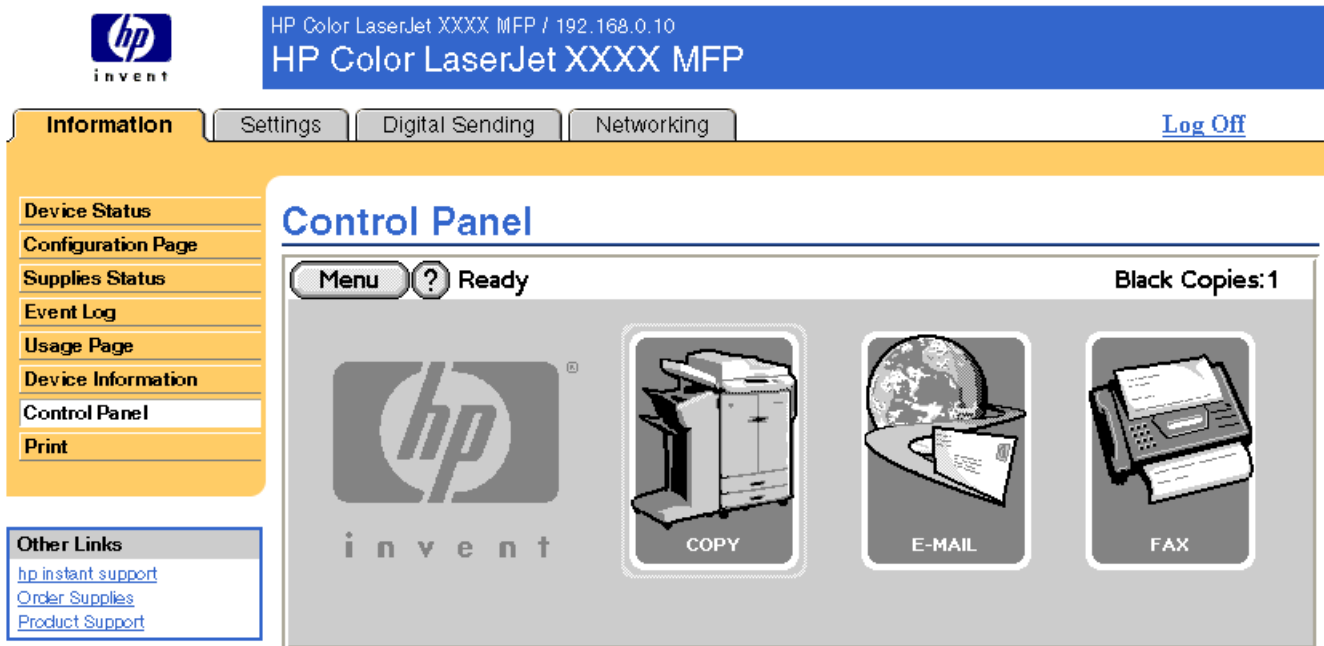 hp
invent
HP Color LaserJet XXXX MFP / 192.168.0.10
HP Color LaserJet XXXX MFP
Information
Settings
Digital Sending
Networking
Log Off
Device Status
Configuration Page
Supplies Status
Event Log
Usage Page
Device Information
Control Panel
Print
Other Links
hp instant support
Order Supplies
Product Support
Control Panel
Menu ? Ready
Black Copies:1
hp ®
invent
COPY
E-MAIL
FAX